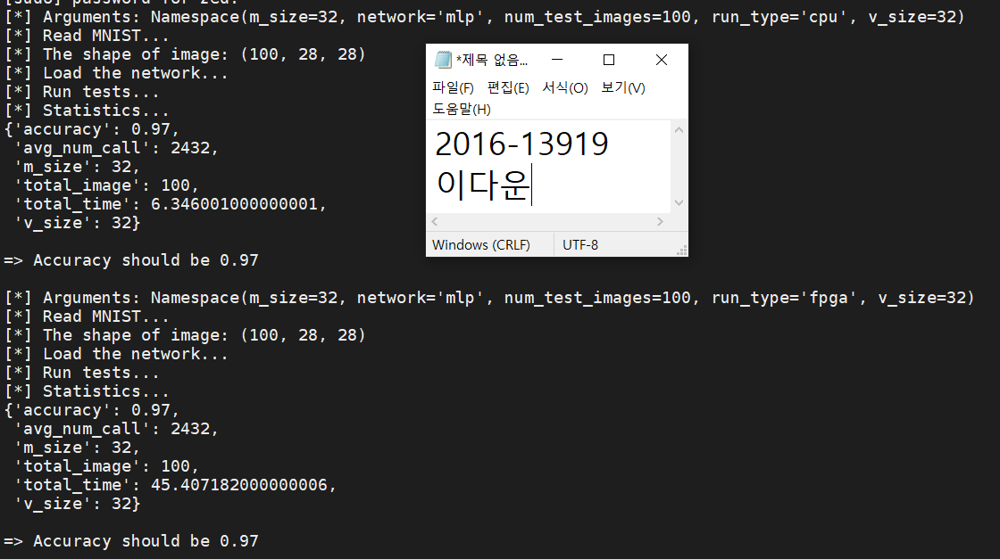 [sudo] password for zed:
[*] Arguments: Namespace(m_size=32, network='mlp', num_test_images=100, run_type='cpu', v_size=32)
[*] Read MNIST...
[*] The shape of image: (100, 28, 28)
[*] Load the network...
[*] Run tests...
[*] Statistics...
{'accuracy': 0.97,
 'avg_num_call': 2432,
 'm_size': 32,
 'total_image': 100,
 'total_time': 6.346001000000001,
 'v_size': 32}
=> Accuracy should be 0.97
*제목 없음...
파일(F) 편집(E) 서식(O) 보기(V)
도움말(H)
2016-13919
이다운
Windows (CRLF) UTF-8
[*] Arguments: Namespace(m_size=32, network='mlp', num_test_images=100, run_type='fpga', v_size=32)
[*] Read MNIST...
[*] The shape of image: (100, 28, 28)
[*] Load the network...
[*] Run tests...
[*] Statistics...
{'accuracy': 0.97,
 'avg_num_call': 2432,
 'm_size': 32,
 'total_image': 100,
 'total_time': 45.407182000000006,
 'v_size': 32}
=> Accuracy should be 0.97